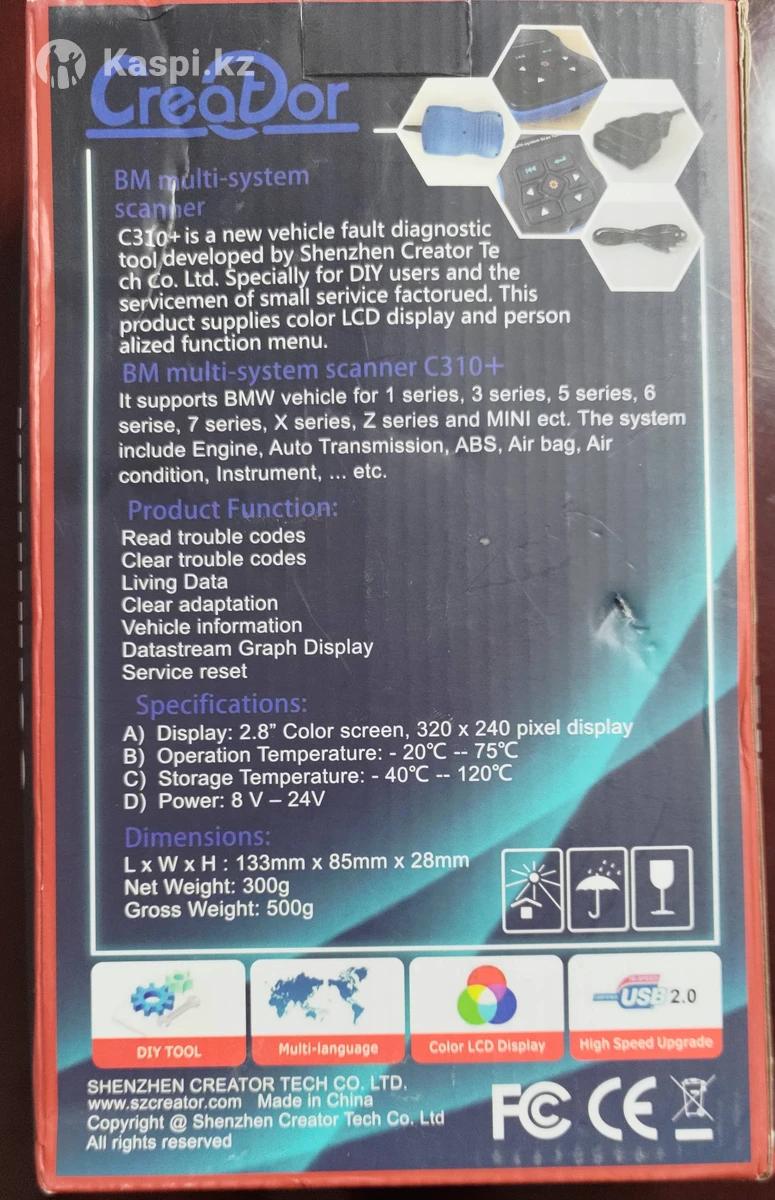 Kaspi.kz
CreaDor
BM multi-system
scanner
C310+ is a new vehicle fault diagnostic
tool developed by Shenzhen Creator Te
ch Co. Ltd. Specially for DIY users and the
servicemen of small serivice factorued. This
product supplies color LCD display and person
alized function menu.
BM multi-system scanner C310+
It supports BMW vehicle for 1 series, 3 series, 5 series, 6
serise, 7 series, X series, Z series and MINI ect. The system
include Engine, Auto Transmission, ABS, Air bag, Air
condition, Instrument, ... etc.
Product Function:
Read trouble codes
Clear trouble codes
Living Data
Clear adaptation
Vehicle information
Datastream Graph Display
Service reset
Specifications:
A) Display: 2.8” Color screen, 320 x 240 pixel display
B) Operation Temperature: - 20℃ -- 75℃
C) Storage Temperature: - 40℃ -- 120℃
D) Power: 8 V – 24V
Dimensions:
L x W x H : 133mm x 85mm x 28mm
Net Weight: 300g
Gross Weight: 500g
USB 2.0
DIY TOOL
Multi-language
Color LCD Display
High Speed Upgrade
SHENZHEN CREATOR TECH CO. LTD.
www.szcreator.com Made in China
Copyright @ Shenzhen Creator Tech Co. Ltd
All rights reserved
FC CE